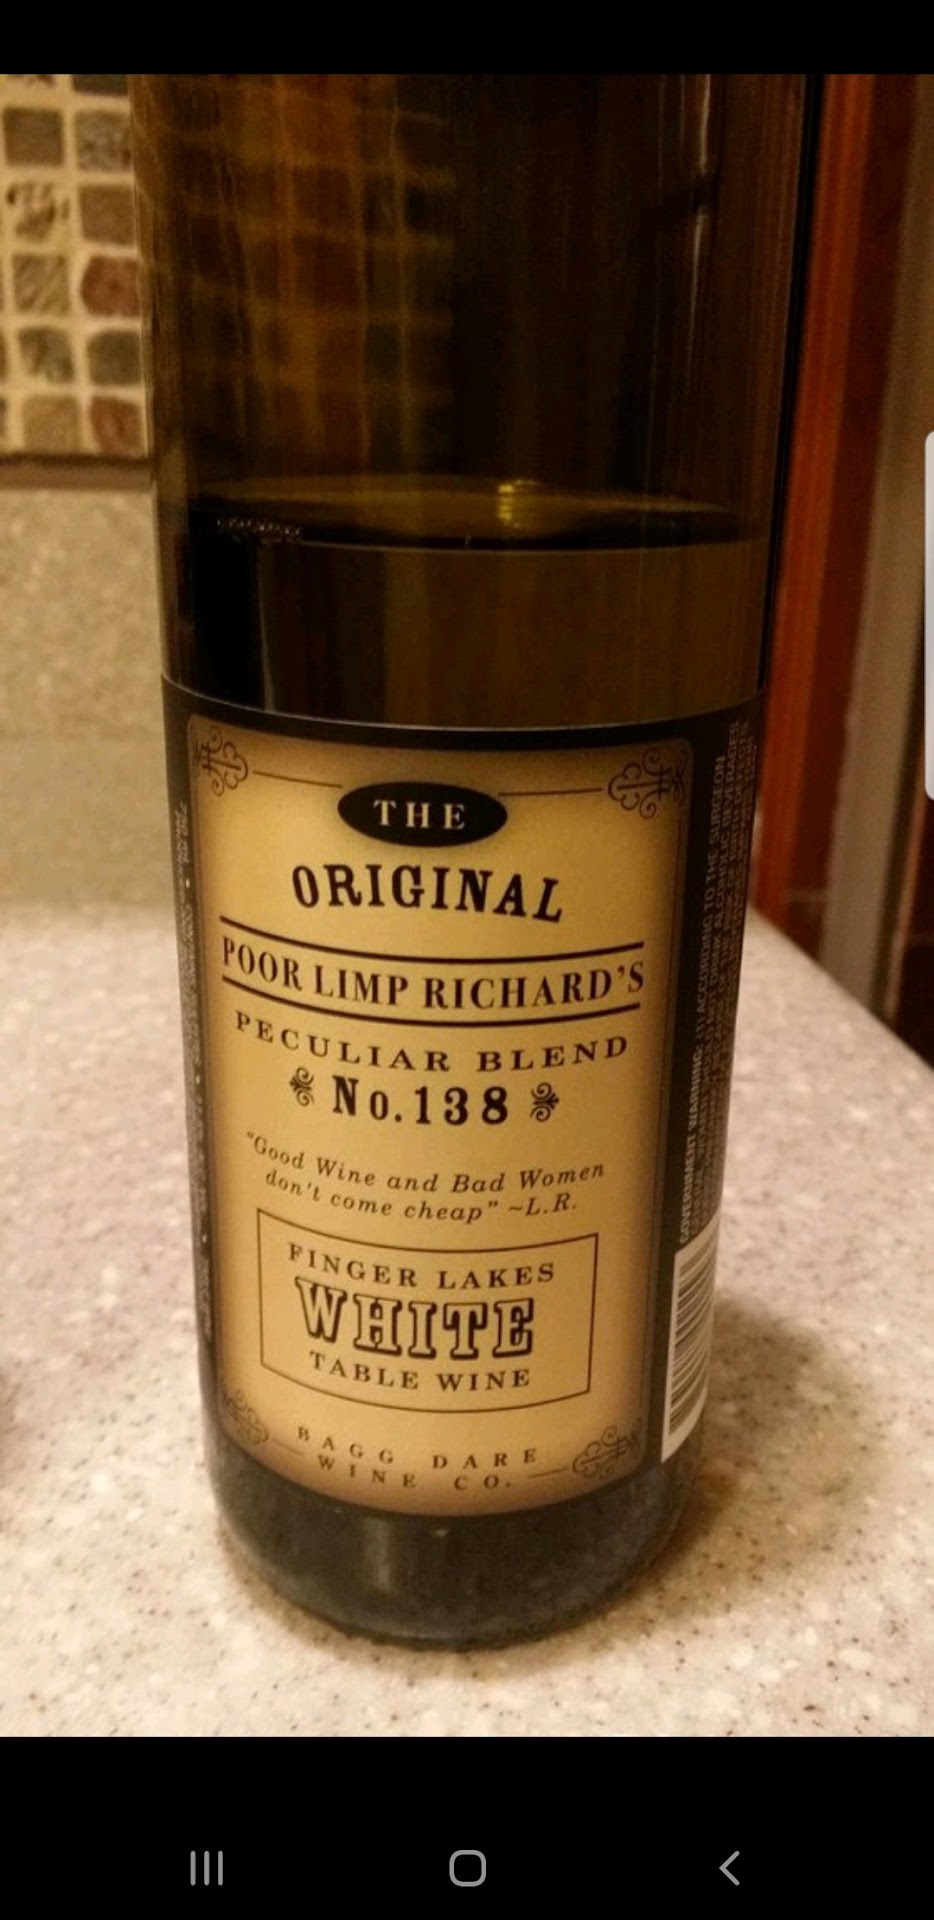 THE
ORIGINAL
POOR LIMP RICHARD'S
PECULIAR BLEND
No.138
"Good Wine and Bad Women
don't come cheap" ~L.R.
FINGER LAKES
WHITE
TABLE WINE
BAGG DARE
WINE CO.
GOVERNMENT WARNING: (1) ACCORDING TO THE SURGEON